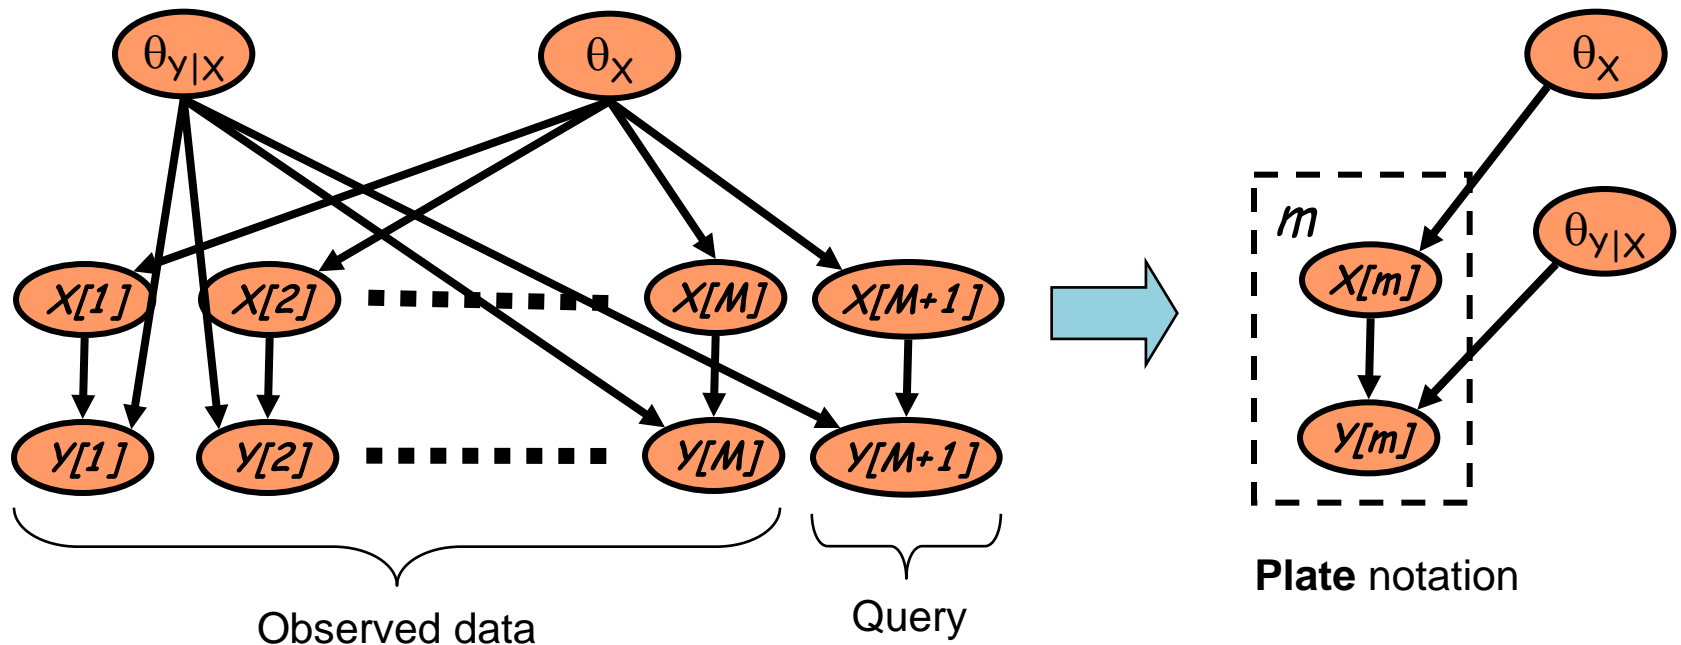 θY|X
θX
X[1]
X[2]
X[M]
X[M+1]
Y[1]
Y[2]
Y[M]
Y[M+1]
Observed data
Query
θX
m
θY|X
X[m]
Y[m]
Plate notation